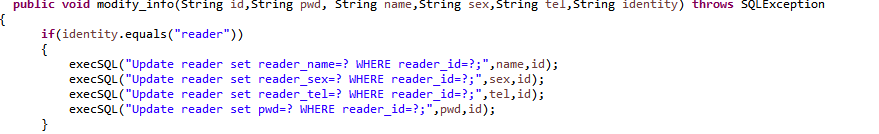 public void modify_info(String id,String pwd, String name,String sex,String tel,String identity) throws SQLException
{
if(identity.equals("reader"))
{
execSQL("Update reader set reader_name=? WHERE reader_id=?;",name,id);
execSQL("Update reader set reader_sex=? WHERE reader_id=?;",sex,id);
execSQL("Update reader set reader_tel=? WHERE reader_id=?;",tel,id);
execSQL("Update reader set pwd=? WHERE reader_id=?;",pwd,id);
}